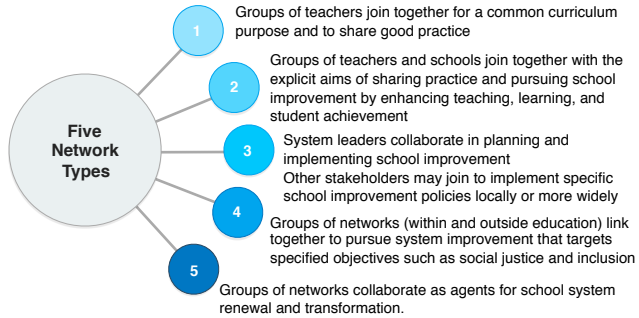 Five
Network
Types
1
Groups of teachers join together for a common curriculum
purpose and to share good practice
2
Groups of teachers and schools join together with the
explicit aims of sharing practice and pursuing school
improvement by enhancing teaching, learning, and
student achievement
3
System leaders collaborate in planning and
implementing school improvement
Other stakeholders may join to implement specific
school improvement policies locally or more widely
4
Groups of networks (within and outside education) link
together to pursue system improvement that targets
specified objectives such as social justice and inclusion
5
Groups of networks collaborate as agents for school system
renewal and transformation.